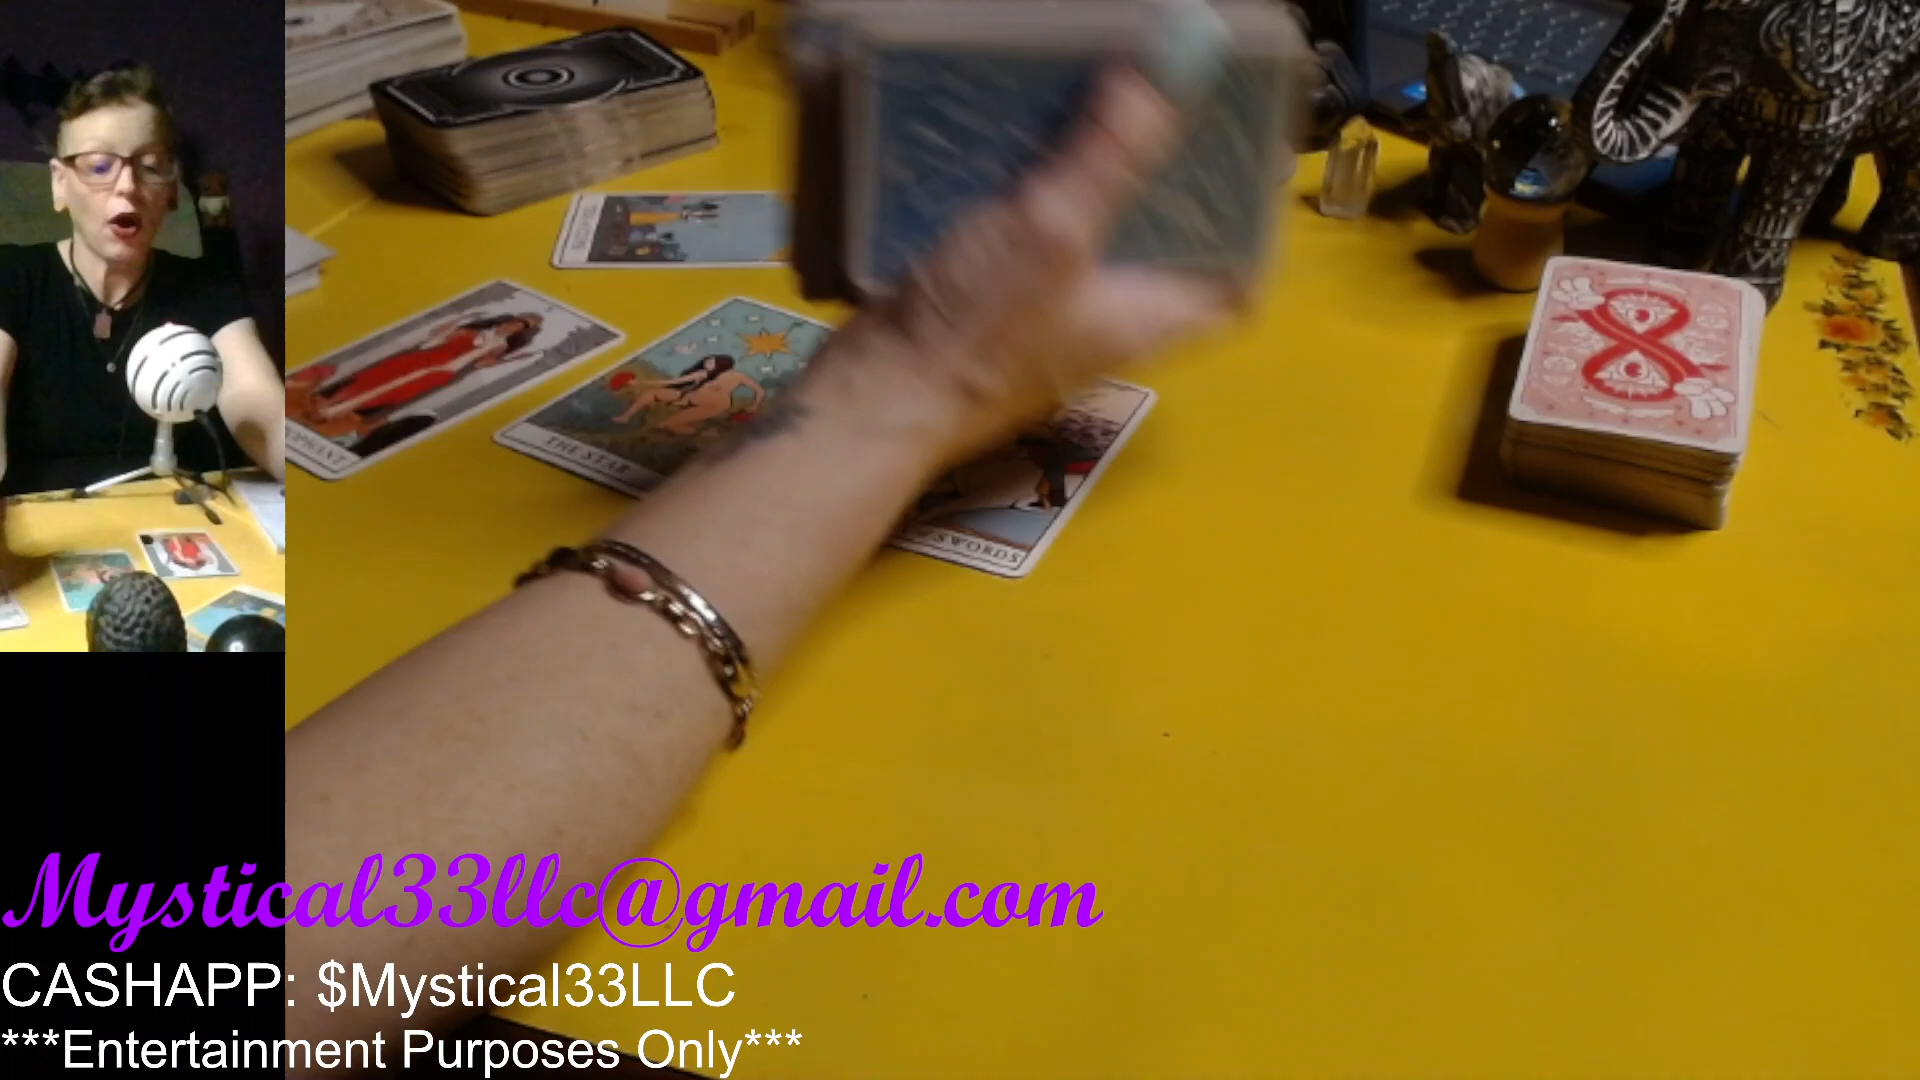 THE STAR
SWORDS
Mystical33llc@gmail.com
CASHAPP: $Mystical33LLC
***Entertainment Purposes Only***